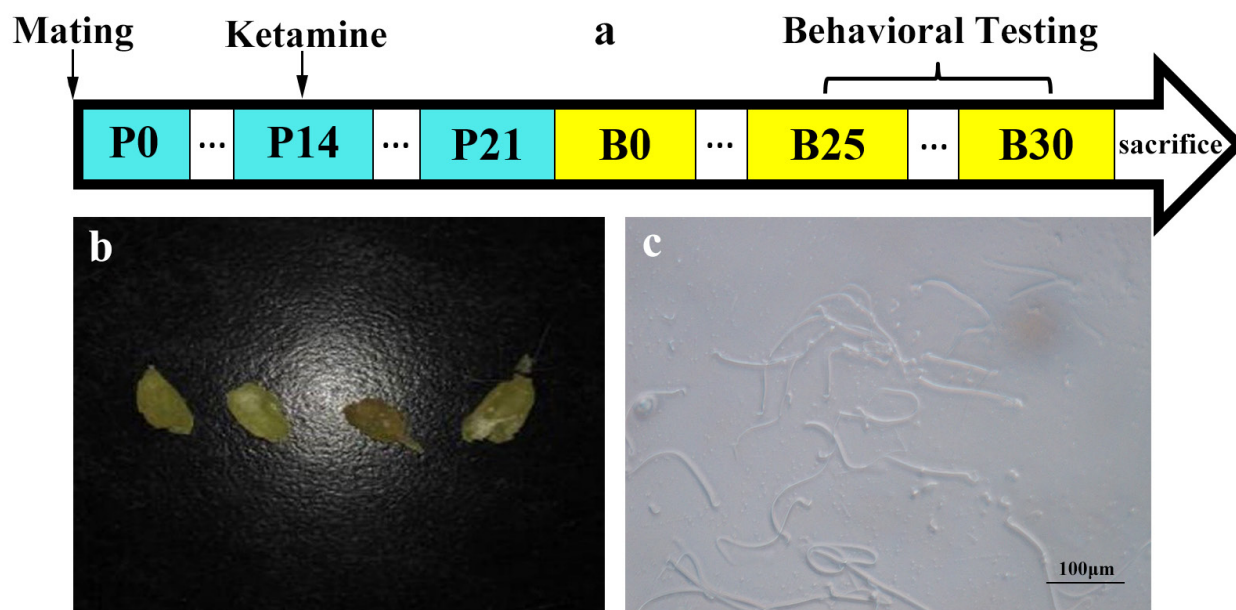 Mating
Ketamine
a
Behavioral Testing
P0 ... P14 ... P21 B0 ... B25 ... B30 sacrifice
b
c
100μm